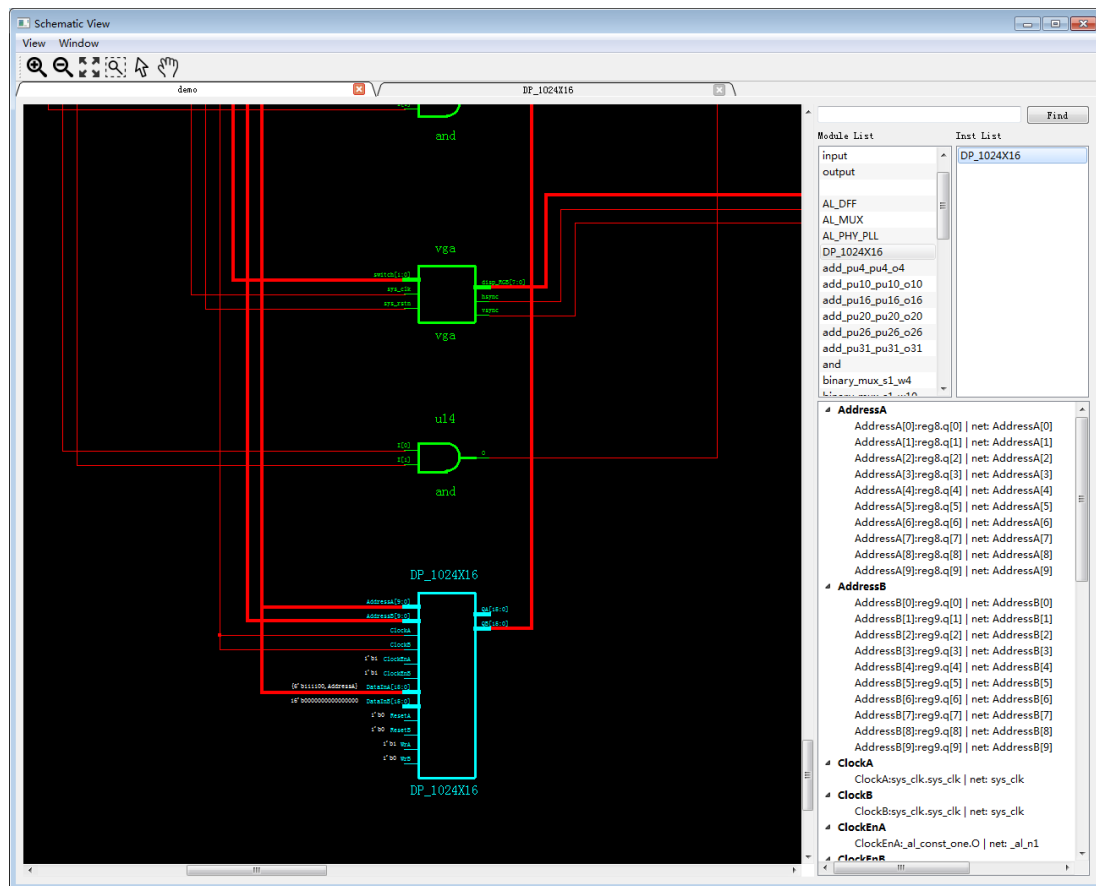 Schematic View
View Window
demo
DP_1024X16
Find
Module List
Inst List
input
output
AL_DFF
AL_MUX
AL_PHY_PLL
DP_1024X16
add_pu4_pu4_o4
add_pu10_pu10_o10
add_pu16_pu16_o16
add_pu20_pu20_o20
add_pu26_pu26_o26
add_pu31_pu31_o31
and
binary_mux_s1_w4
binary_mux_s1_w10
DP_1024X16
and
vga
switch[1:0]
sys_clk
sys_rstn
disp_RGB[7:0]
hsync
vsync
vga
u14
I[0]
I[1]
O
and
DP_1024X16
AddressA[9:0]
AddressB[9:0]
ClockA
ClockB
1'b1 ClockEnA
1'b1 ClockEnB
{6'b111100,AddressA} DataInA[15:0]
16'b0000000000000000 DataInB[15:0]
1'b0 ResetA
1'b0 ResetB
1'b1 WrA
1'b0 WrB
QA[15:0]
QB[15:0]
DP_1024X16
AddressA
AddressA[0]:reg8.q[0] | net: AddressA[0]
AddressA[1]:reg8.q[1] | net: AddressA[1]
AddressA[2]:reg8.q[2] | net: AddressA[2]
AddressA[3]:reg8.q[3] | net: AddressA[3]
AddressA[4]:reg8.q[4] | net: AddressA[4]
AddressA[5]:reg8.q[5] | net: AddressA[5]
AddressA[6]:reg8.q[6] | net: AddressA[6]
AddressA[7]:reg8.q[7] | net: AddressA[7]
AddressA[8]:reg8.q[8] | net: AddressA[8]
AddressA[9]:reg8.q[9] | net: AddressA[9]
AddressB
AddressB[0]:reg9.q[0] | net: AddressB[0]
AddressB[1]:reg9.q[1] | net: AddressB[1]
AddressB[2]:reg9.q[2] | net: AddressB[2]
AddressB[3]:reg9.q[3] | net: AddressB[3]
AddressB[4]:reg9.q[4] | net: AddressB[4]
AddressB[5]:reg9.q[5] | net: AddressB[5]
AddressB[6]:reg9.q[6] | net: AddressB[6]
AddressB[7]:reg9.q[7] | net: AddressB[7]
AddressB[8]:reg9.q[8] | net: AddressB[8]
AddressB[9]:reg9.q[9] | net: AddressB[9]
ClockA
ClockA:sys_clk.sys_clk | net: sys_clk
ClockB
ClockB:sys_clk.sys_clk | net: sys_clk
ClockEnA
ClockEnA:_al_const_one.O | net: _al_n1
ClockEnB